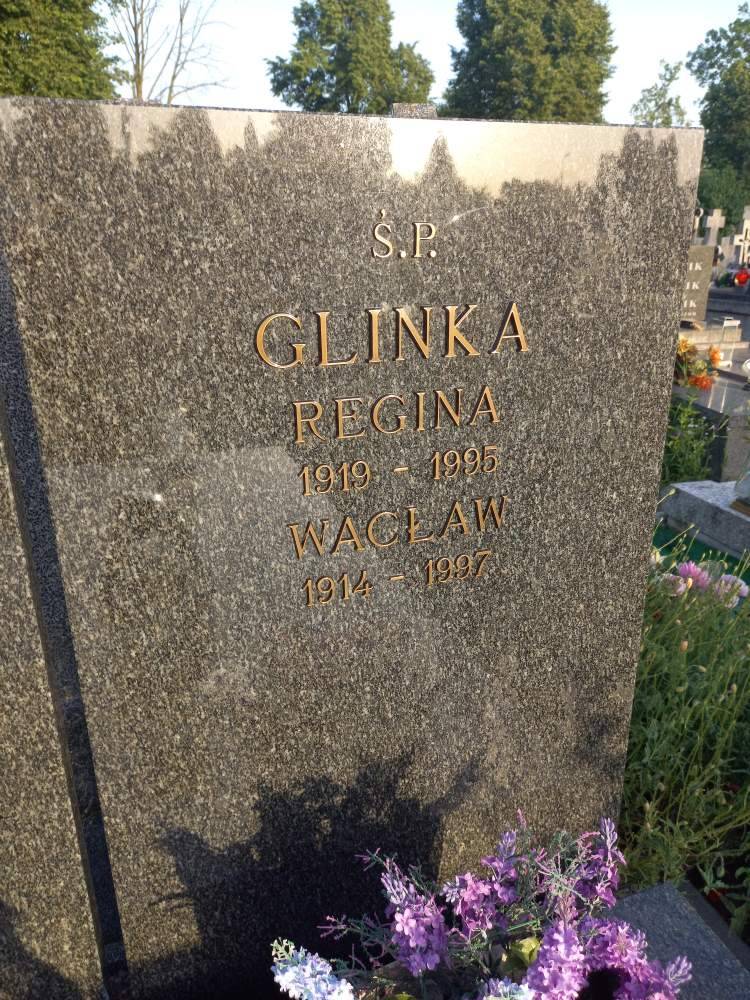 Ś.P.
GLINKA
REGINA
1919 - 1995
WACŁAW
1914 - 1997